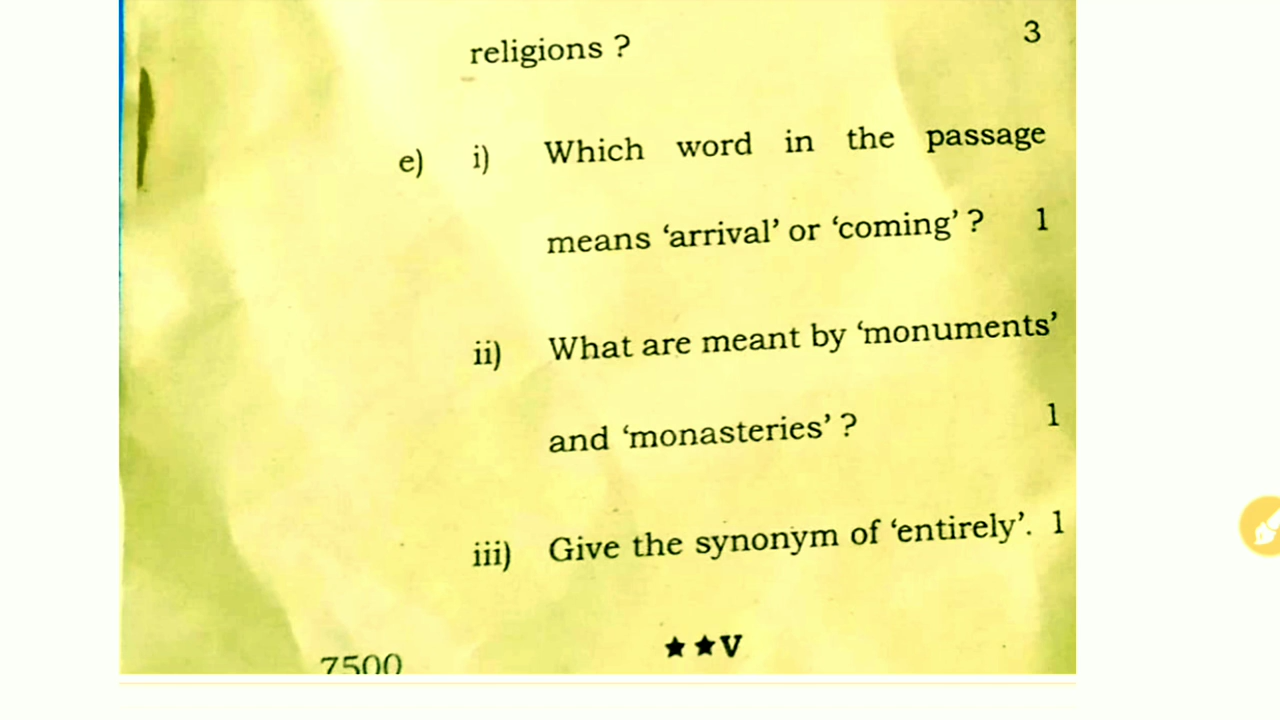 religions ? 3
e) i) Which word in the passage
means ‘arrival’ or ‘coming’ ? 1
ii) What are meant by ‘monuments’
and ‘monasteries’ ? 1
iii) Give the synonym of ‘entirely’. 1
★★V
7500